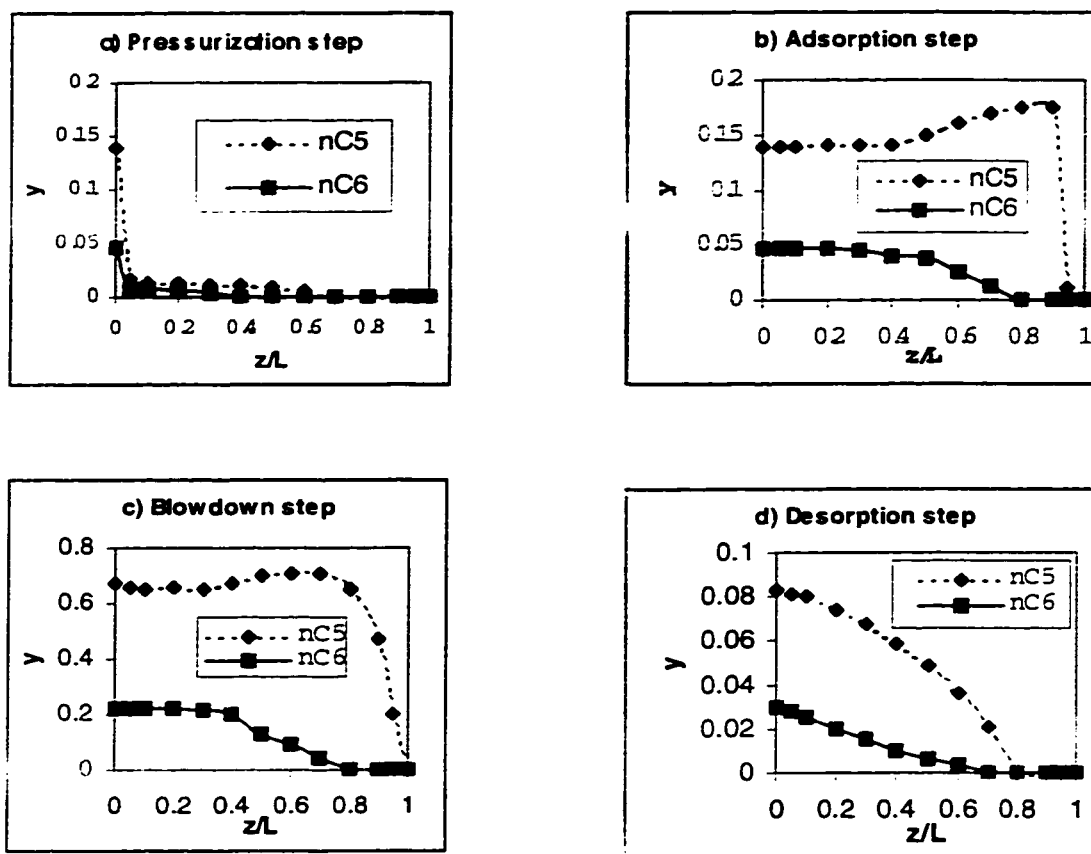 a) Pressurization step
0.2
0.15
0.1
0.05
0
y
nC5
nC6
0 0.2 0.4 0.6 0.8 1
z/L
b) Adsorption step
0.2
0.15
0.1
0.05
0
y
nC5
nC6
0 0.2 0.4 0.6 0.8 1
z/L
c) Blowdown step
0.8
0.6
0.4
0.2
0
y
nC5
nC6
0 0.2 0.4 0.6 0.8 1
z/L
d) Desorption step
0.1
0.08
0.06
0.04
0.02
0
y
nC5
nC6
0 0.2 0.4 0.6 0.8 1
z/L